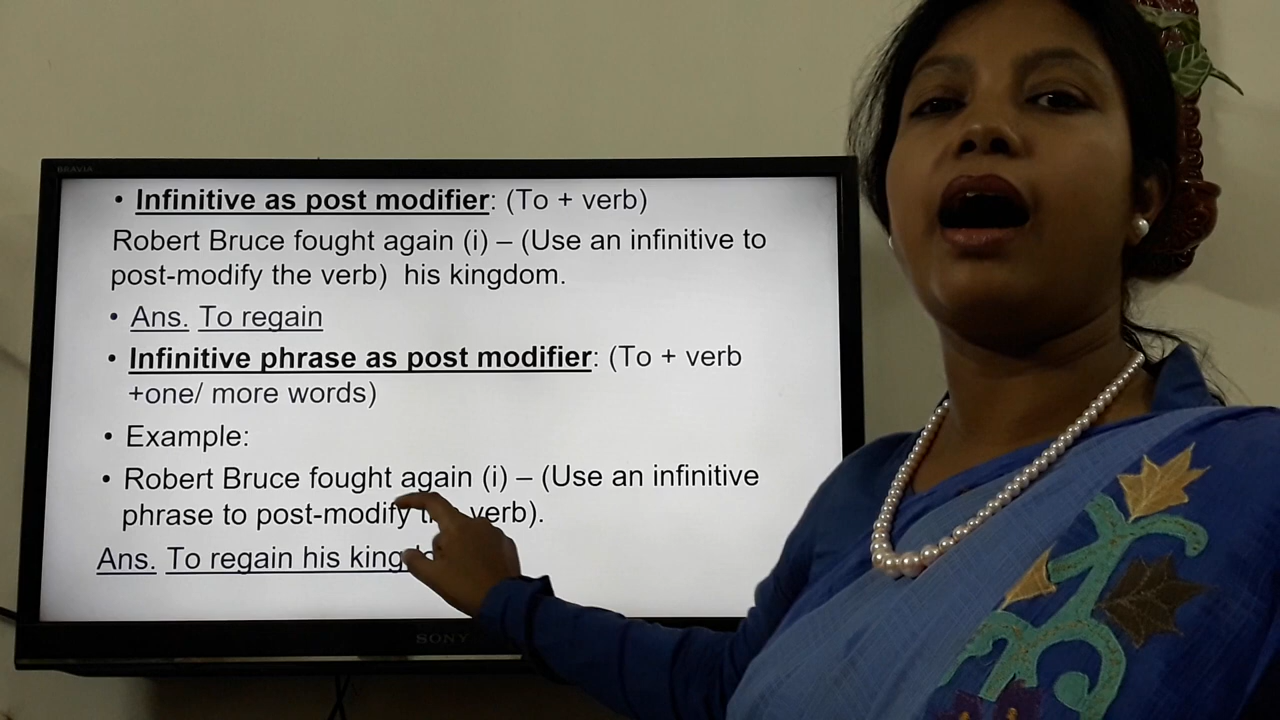 BRAVIA
• Infinitive as post modifier: (To + verb)
Robert Bruce fought again (i) – (Use an infinitive to
post-modify the verb) his kingdom.
• Ans. To regain
• Infinitive phrase as post modifier: (To + verb
+one/ more words)
• Example:
• Robert Bruce fought again (i) – (Use an infinitive
phrase to post-modify the verb).
Ans. To regain his
SONY